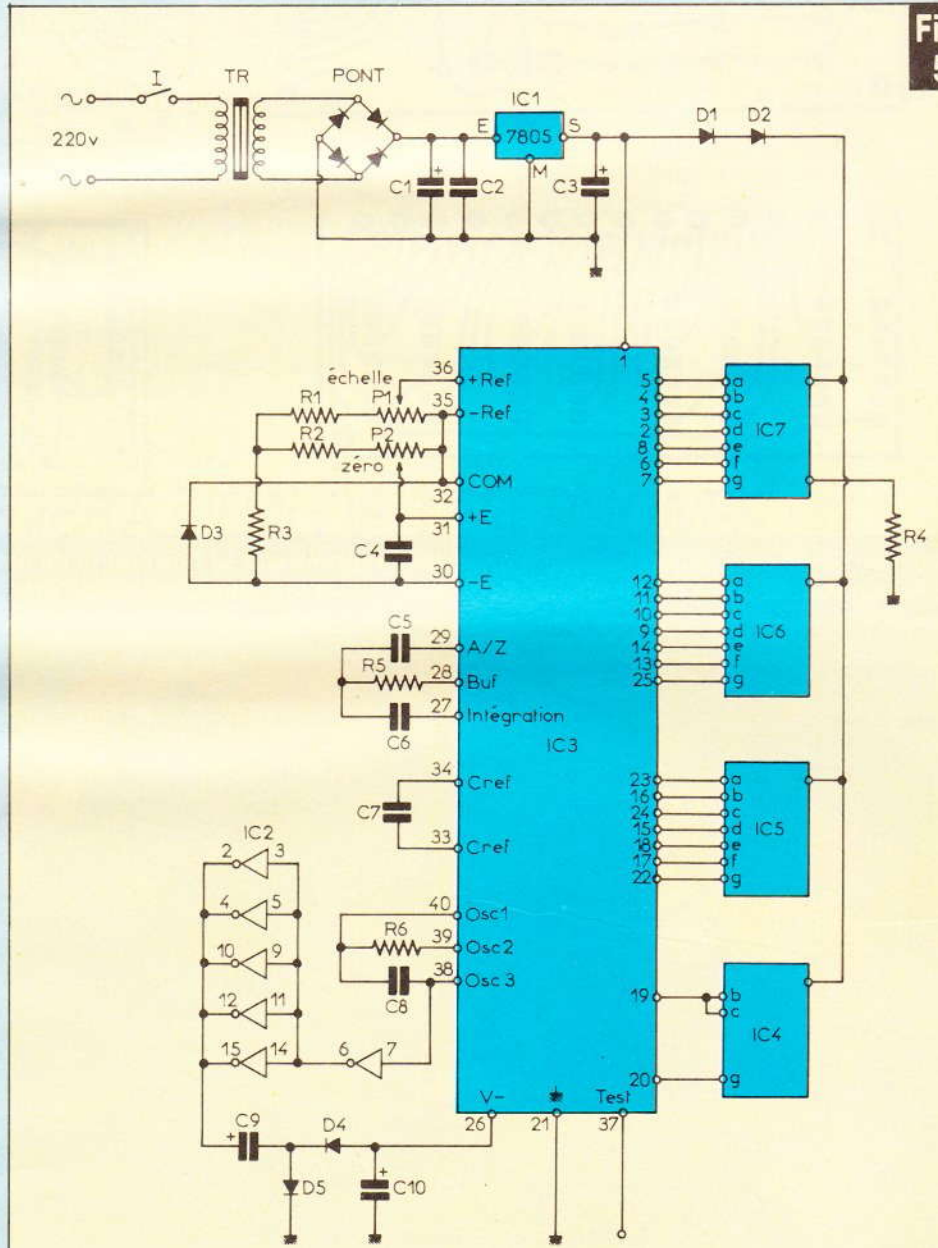 Fi
5
I TR PONT
220v
IC1
E 7805 S
M
D1 D2
C1 + C2 C3 +
1
échelle
36 +Ref
R1 P1 35
-Ref
R2 P2
zéro
COM
32
+E
31
D3 R3 C4
30 -E
C5
29 A/Z
R5 28 Buf
27 Intégration
C6
IC3
34 Cref
C7
33 Cref
40 Osc1
R6 39 Osc2
38 Osc3
C8
IC2
2 3
4 5
10 9
12 11
15 14 6 7
C9 + D4
D5 + C10
V- Test
26 21 37
5 a
4 b
3 c
2 d
8 e
6 f
7 g
IC7
R4
12 a
11 b
10 c
9 d
14 e
13 f
25 g
IC6
23 a
16 b
24 c
15 d
18 e
17 f
22 g
IC5
19 b
c
IC4
20 g